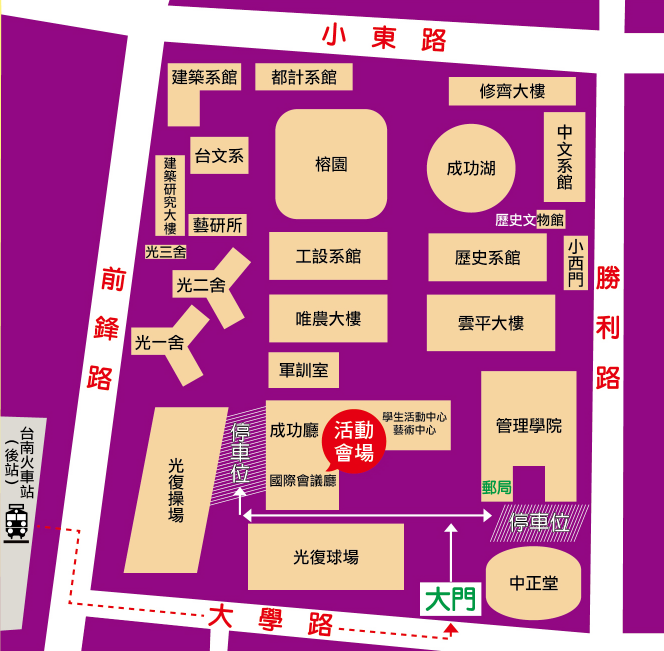 小東路
建築系館
都計系館
修齊大樓
中文系館
台文系
榕園
成功湖
建築研究大樓
藝研所
歷史文物館
光三舍
工設系館
歷史系館
小西門
前鋒路
光二舍
勝利路
唯農大樓
雲平大樓
光一舍
軍訓室
成功廳
活動
會場
學生活動中心
藝術中心
管理學院
停車位
光復操場
國際會議廳
郵局
台南火車站
(後站)
停車位
光復球場
中正堂
大門
大學路